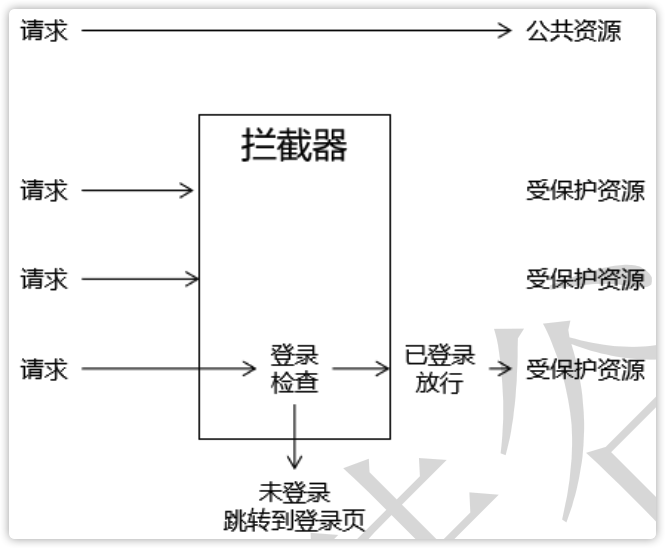 请求 公共资源
拦截器
请求 受保护资源
请求 受保护资源
请求 登录 检查 已登录 放行 受保护资源
未登录
跳转到登录页